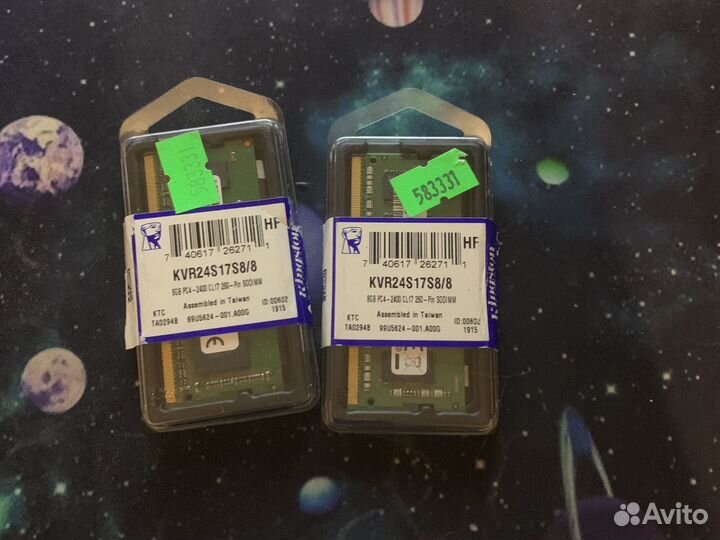 583331
HF
7 40617 26271 1
KVR24S17S8/8
8GB PC4-2400 CL17 260-Pin SODIMM
Assembled in Taiwan
KTC
ID:00602
TA0294B 99U5624-001.A00G 1915
Kingston
583331
HF
7 40617 26271 1
KVR24S17S8/8
8GB PC4-2400 CL17 260-Pin SODIMM
Assembled in Taiwan
KTC
ID:00602
TA0294B 99U5624-001.A00G 1915
Kingston
CE
Avito